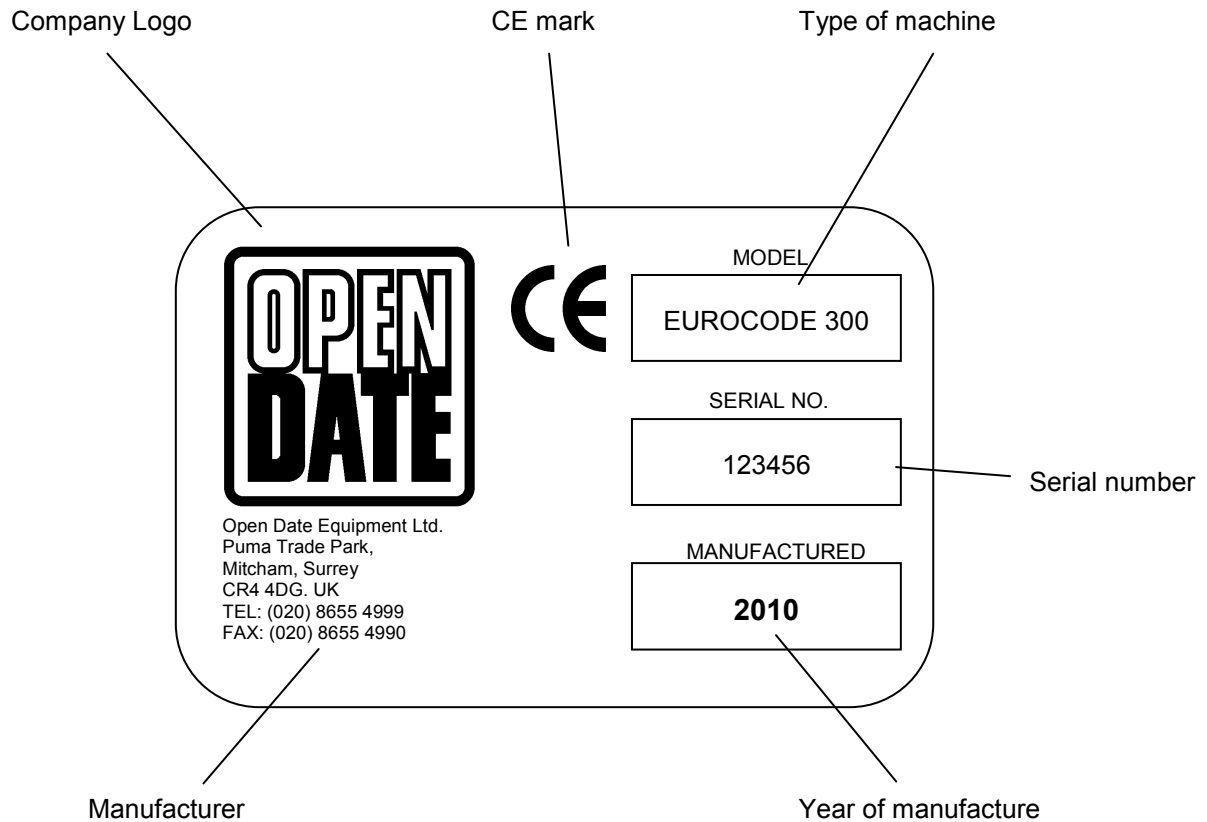 Company Logo
CE mark
Type of machine
OPEN
DATE
CE
MODEL
EUROCODE 300
SERIAL NO.
123456
Serial number
Open Date Equipment Ltd.
Puma Trade Park,
Mitcham, Surrey
CR4 4DG. UK
TEL: (020) 8655 4999
FAX: (020) 8655 4990
MANUFACTURED
2010
Manufacturer
Year of manufacture